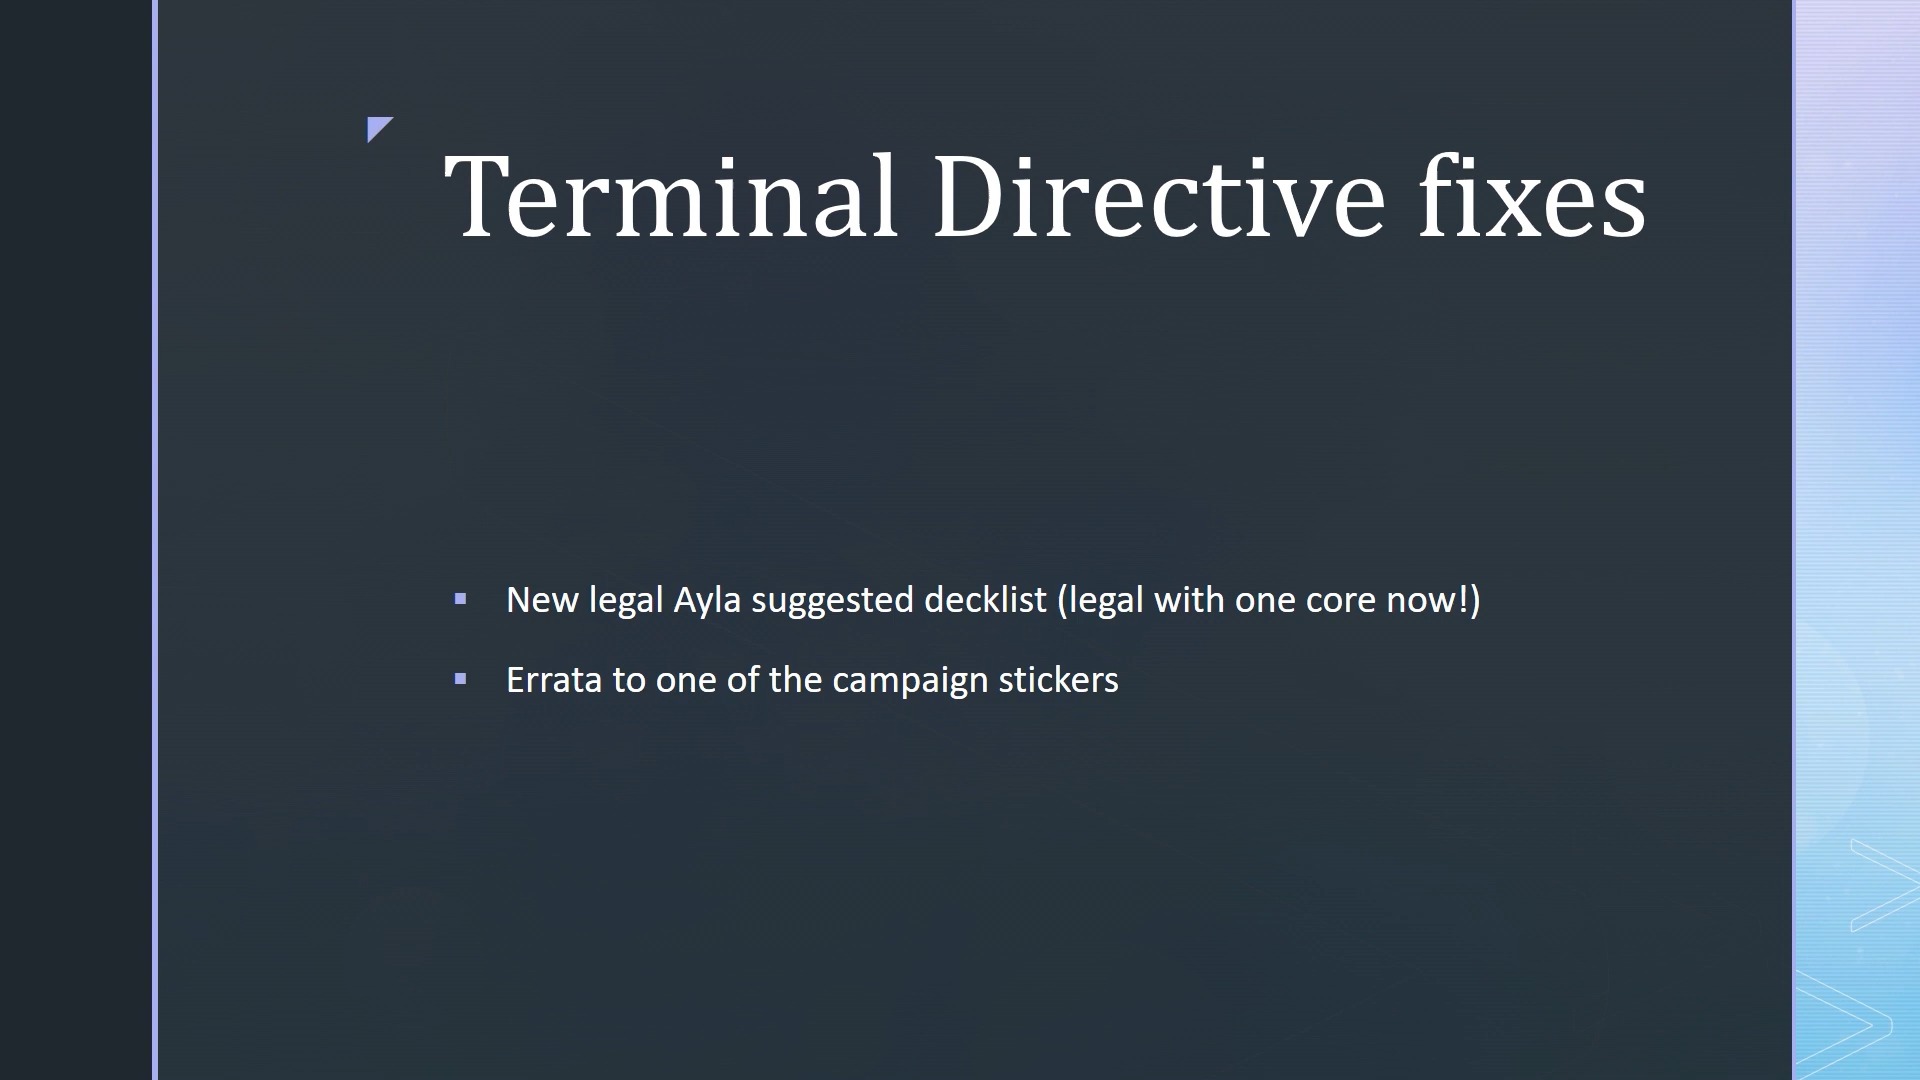 Terminal Directive fixes
▪ New legal Ayla suggested decklist (legal with one core now!)
▪ Errata to one of the campaign stickers